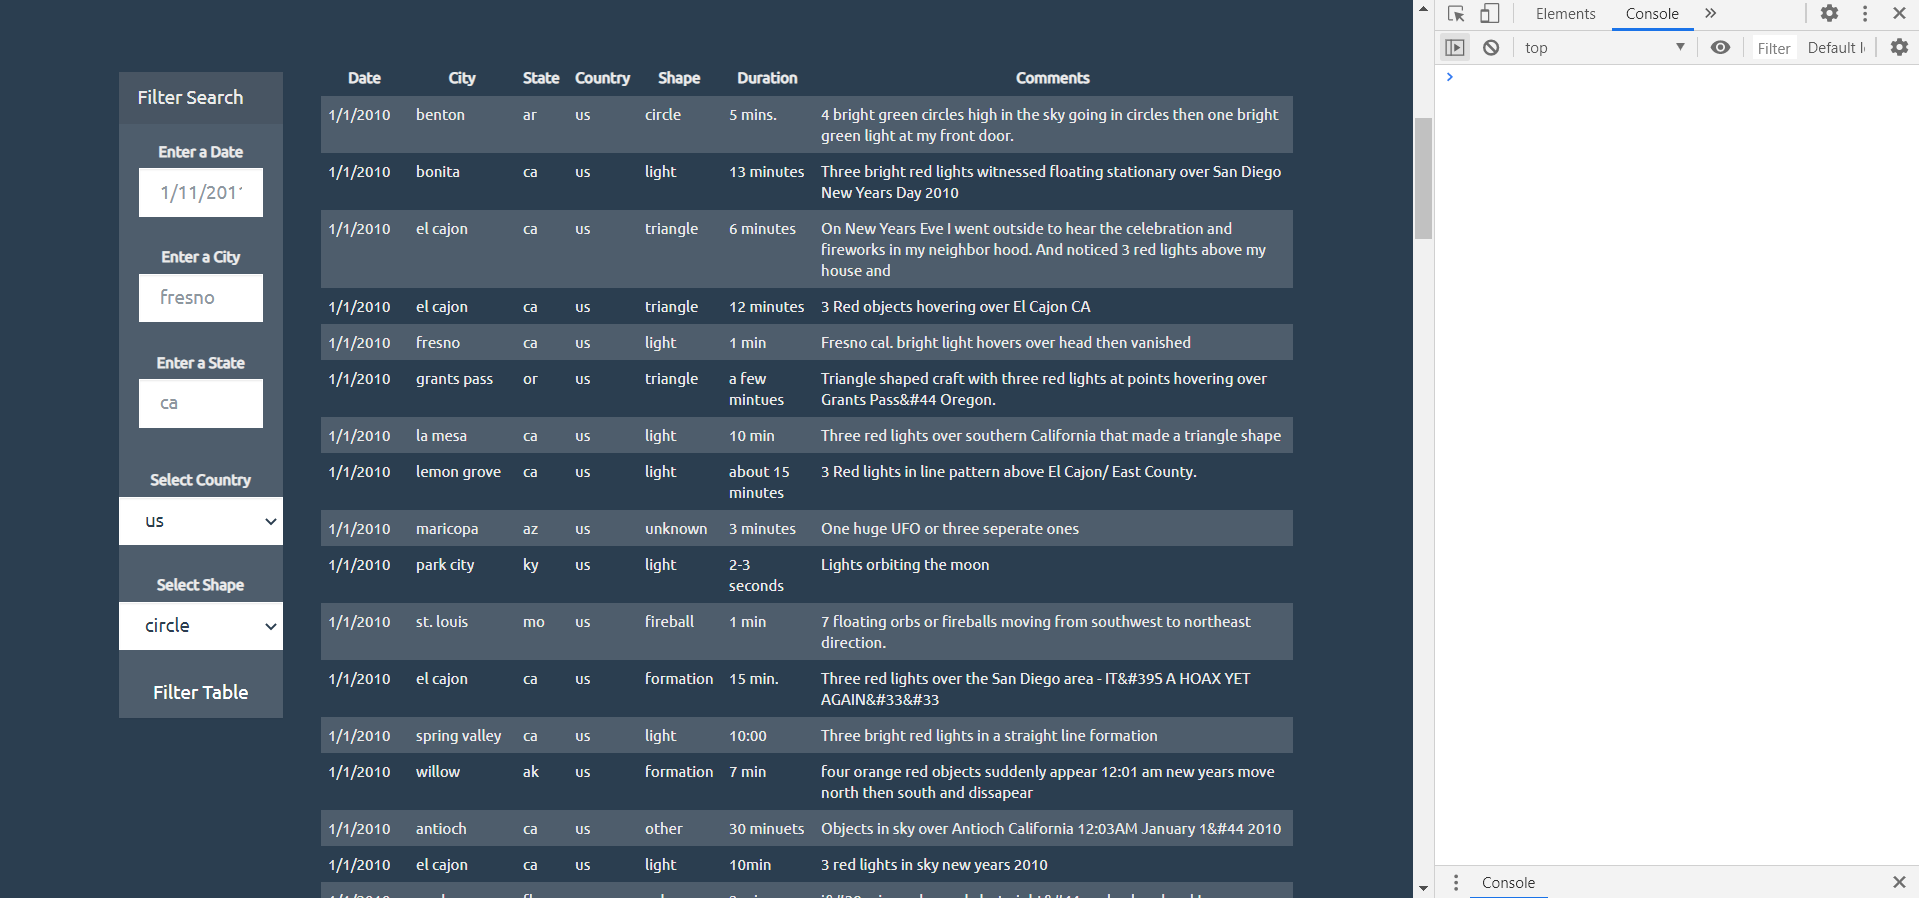 Filter Search
Enter a Date
1/11/2011
Enter a City
fresno
Enter a State
ca
Select Country
us
Select Shape
circle
Filter Table
Date City State Country Shape Duration Comments
1/1/2010 benton ar us circle 5 mins. 4 bright green circles high in the sky going in circles then one bright
green light at my front door.
1/1/2010 bonita ca us light 13 minutes Three bright red lights witnessed floating stationary over San Diego
New Years Day 2010
1/1/2010 el cajon ca us triangle 6 minutes On New Years Eve I went outside to hear the celebration and
fireworks in my neighbor hood. And noticed 3 red lights above my
house and
1/1/2010 el cajon ca us triangle 12 minutes 3 Red objects hovering over El Cajon CA
1/1/2010 fresno ca us light 1 min Fresno cal. bright light hovers over head then vanished
1/1/2010 grants pass or us triangle a few Triangle shaped craft with three red lights at points hovering over
mintues Grants Pass&#44 Oregon.
1/1/2010 la mesa ca us light 10 min Three red lights over southern California that made a triangle shape
1/1/2010 lemon grove ca us light about 15 3 Red lights in line pattern above El Cajon/ East County.
minutes
1/1/2010 maricopa az us unknown 3 minutes One huge UFO or three seperate ones
1/1/2010 park city ky us light 2-3 Lights orbiting the moon
seconds
1/1/2010 st. louis mo us fireball 1 min 7 floating orbs or fireballs moving from southwest to northeast
direction.
1/1/2010 el cajon ca us formation 15 min. Three red lights over the San Diego area - IT&#39S A HOAX YET
AGAIN&#33&#33
1/1/2010 spring valley ca us light 10:00 Three bright red lights in a straight line formation
1/1/2010 willow ak us formation 7 min four orange red objects suddenly appear 12:01 am new years move
north then south and dissapear
1/1/2010 antioch ca us other 30 minuets Objects in sky over Antioch California 12:03AM January 1&#44 2010
1/1/2010 el cajon ca us light 10min 3 red lights in sky new years 2010
Elements Console
top Filter Default l
Console